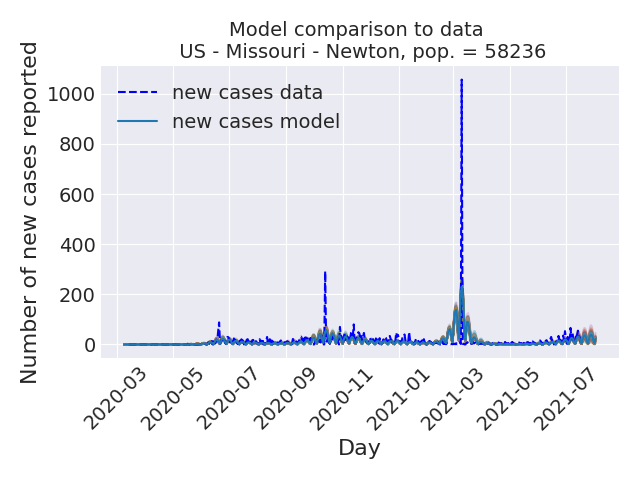 Model comparison to data
US - Missouri - Newton, pop. = 58236
Number of new cases reported
1000
800
600
400
200
0
new cases data
new cases model
2020-03
2020-05
2020-07
2020-09
2020-11
2021-01
2021-03
2021-05
2021-07
Day